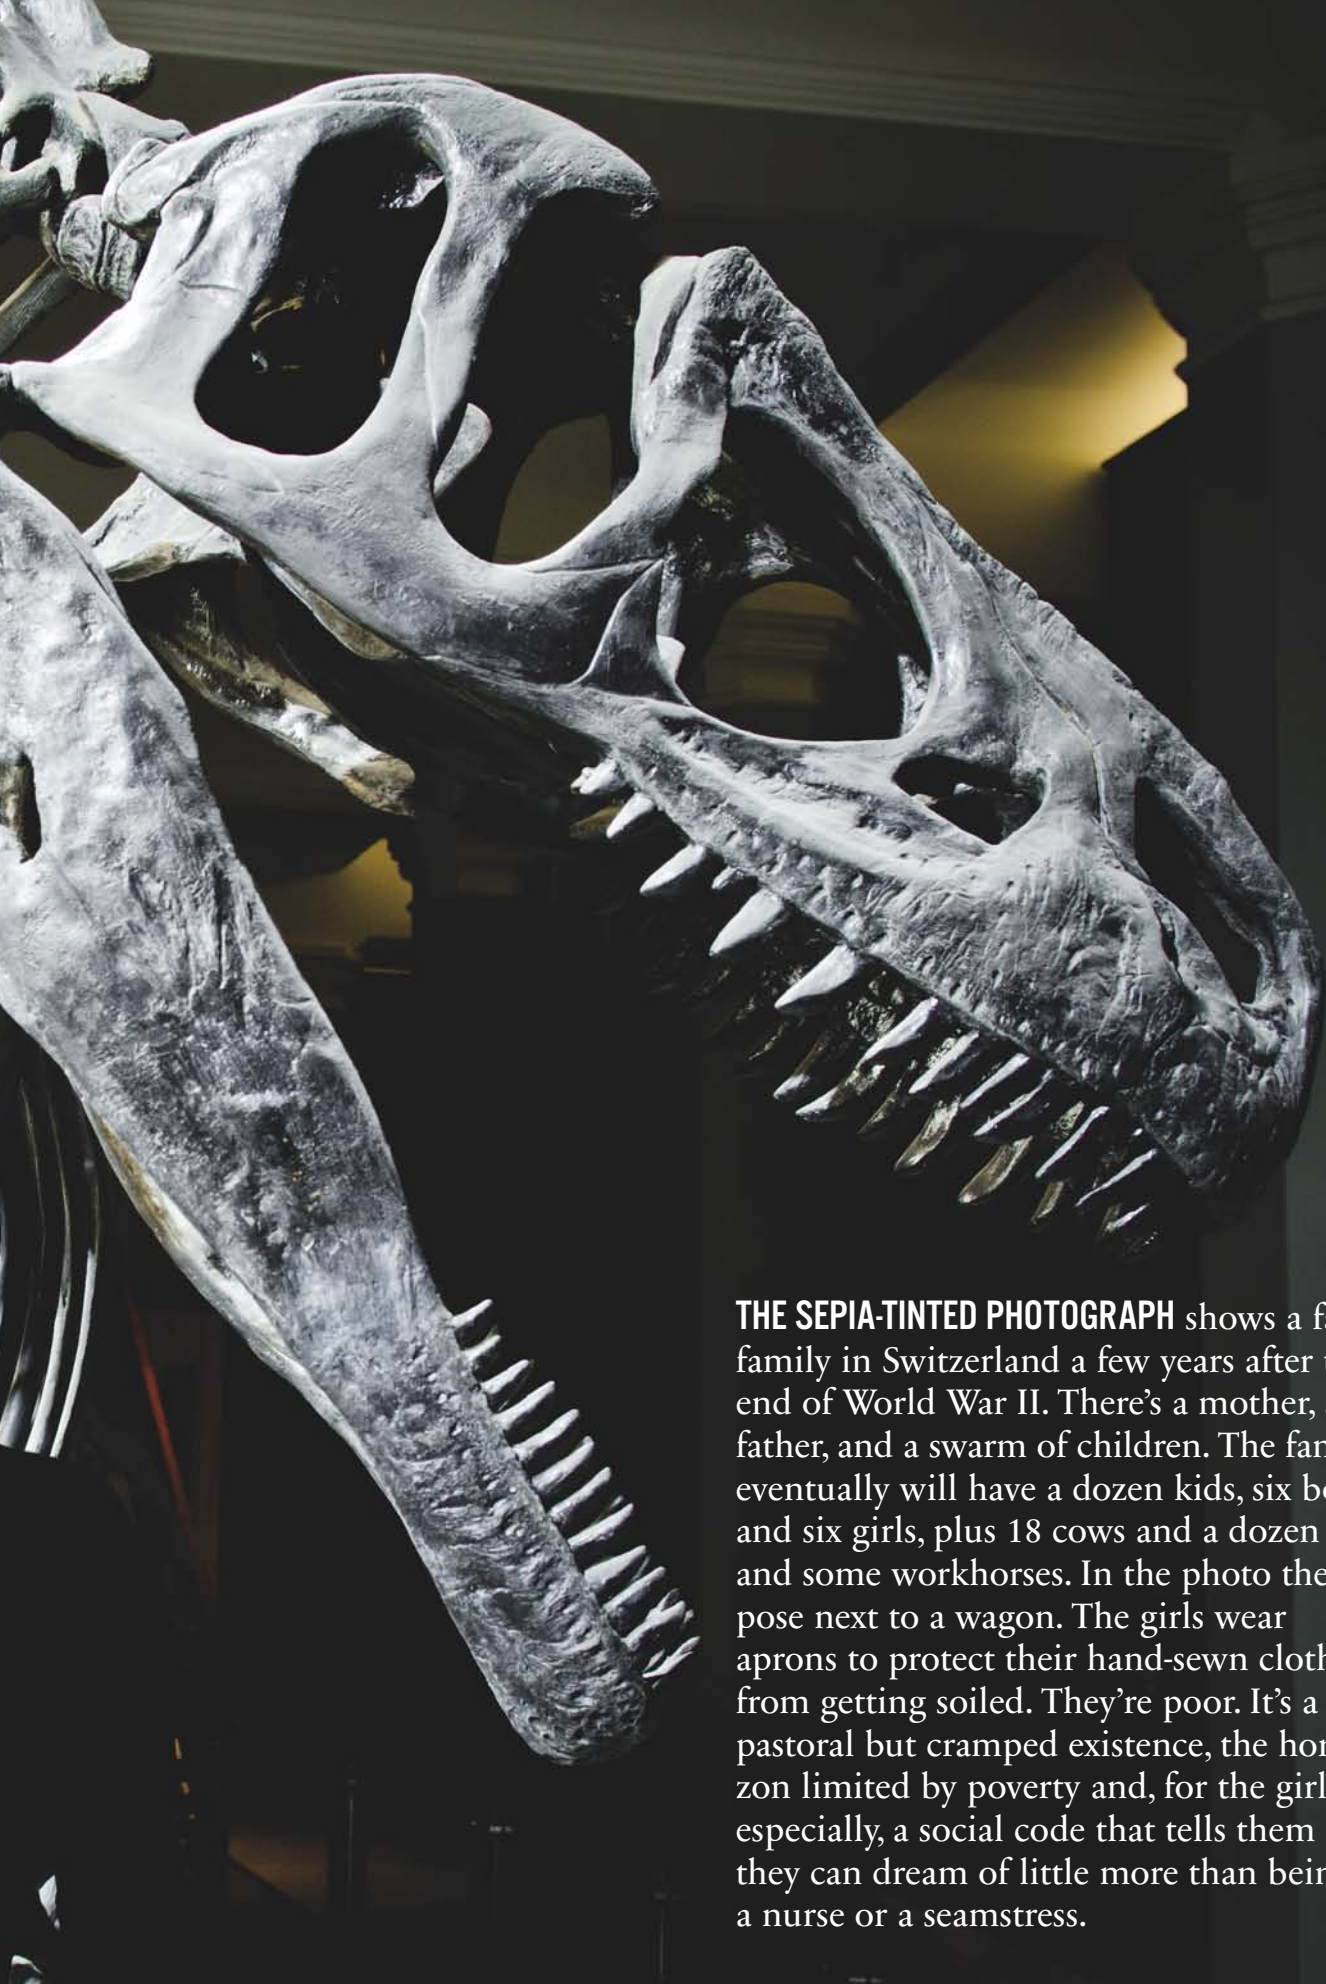 THE SEPIA-TINTED PHOTOGRAPH shows a
family in Switzerland a few years after
end of World War II. There’s a mother,
father, and a swarm of children. The
eventually will have a dozen kids, six
and six girls, plus 18 cows and a dozen
and some workhorses. In the photo
pose next to a wagon. The girls wear
aprons to protect their hand-sewn
from getting soiled. They’re poor. It’s a
pastoral but cramped existence, the
zon limited by poverty and, for the
especially, a social code that tells them
they can dream of little more than
a nurse or a seamstress.